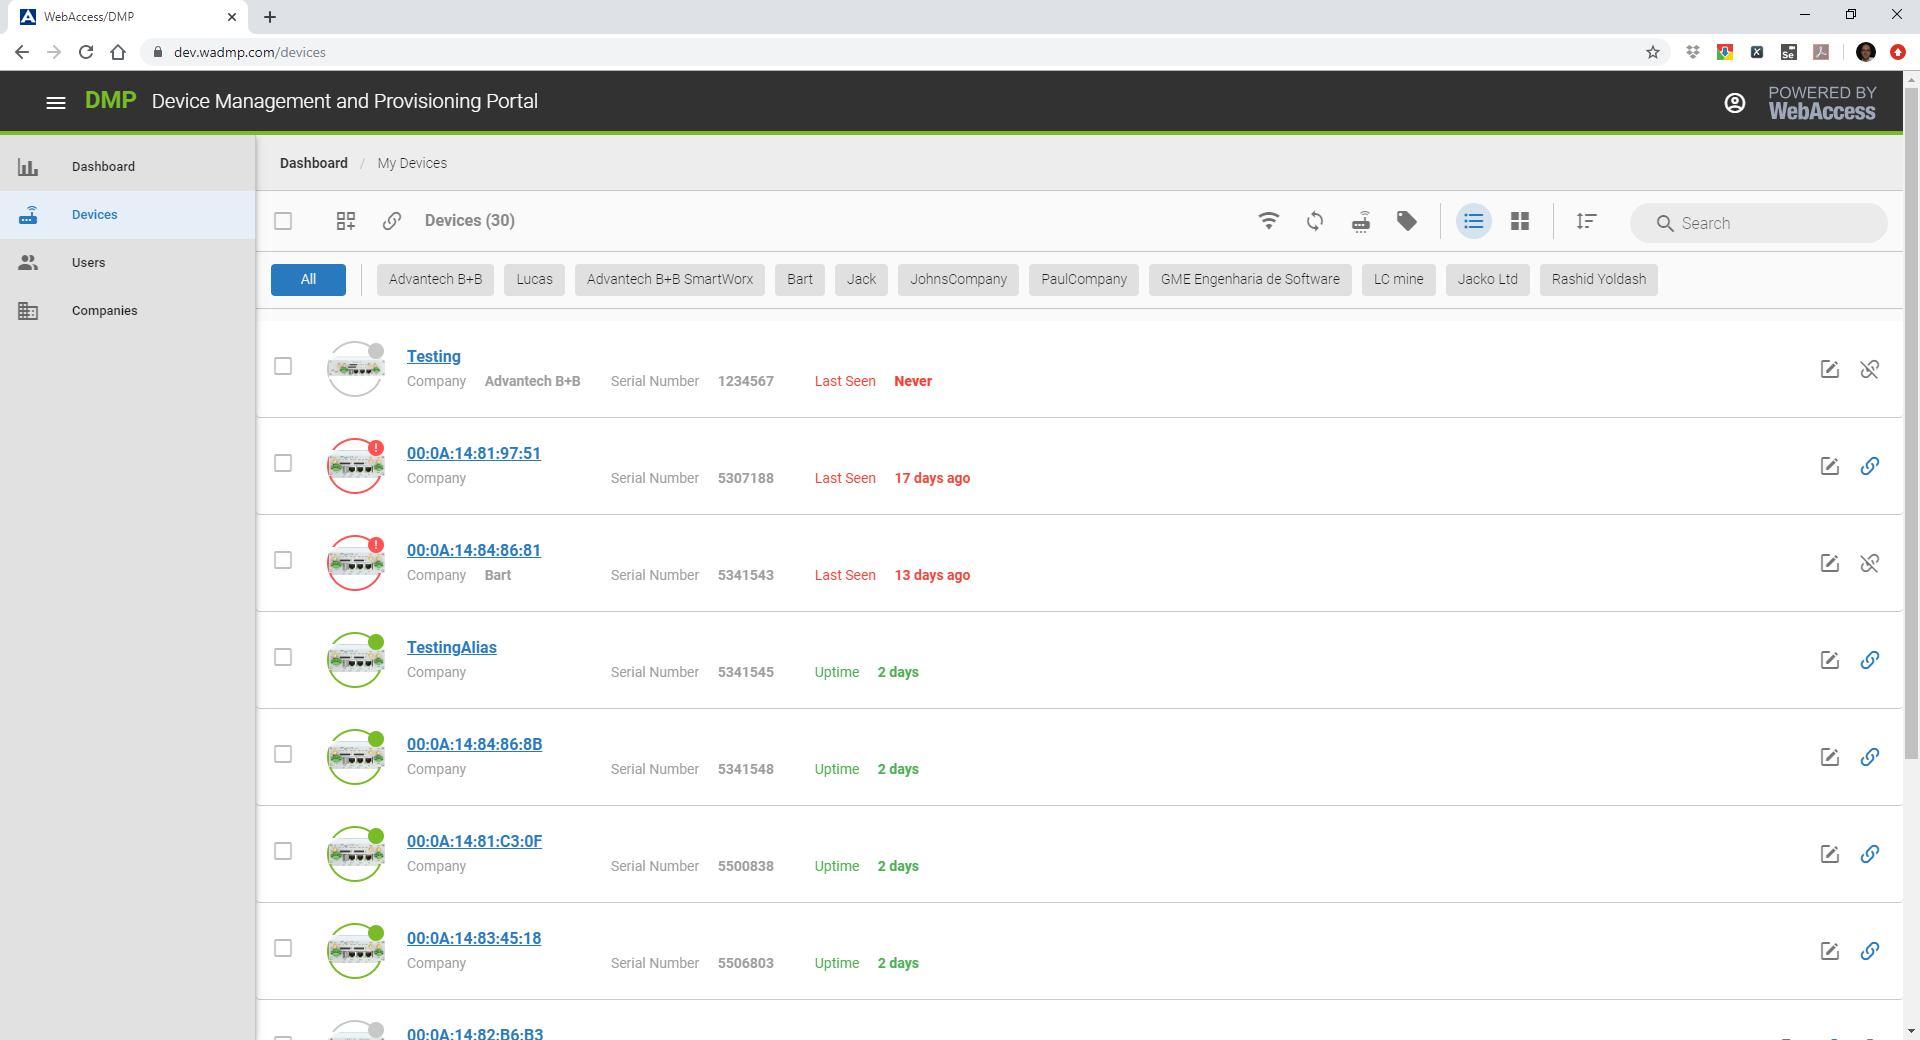 WebAccess/DMP
dev.wadmp.com/devices
DMP Device Management and Provisioning Portal
POWERED BY
WebAccess
Dashboard
Devices
Users
Companies
Dashboard / My Devices
Devices (30)
Search
All Advantech B+B Lucas Advantech B+B SmartWorx Bart Jack JohnsCompany PaulCompany GME Engenharia de Software LC mine Jacko Ltd Rashid Yoldash
Testing
Company Advantech B+B Serial Number 1234567 Last Seen Never
00:0A:14:81:97:51
Company Serial Number 5307188 Last Seen 17 days ago
00:0A:14:84:86:81
Company Bart Serial Number 5341543 Last Seen 13 days ago
TestingAlias
Company Serial Number 5341545 Uptime 2 days
00:0A:14:84:86:8B
Company Serial Number 5341548 Uptime 2 days
00:0A:14:81:C3:0F
Company Serial Number 5500838 Uptime 2 days
00:0A:14:83:45:18
Company Serial Number 5506803 Uptime 2 days
00:0A:14:82:B6:B3